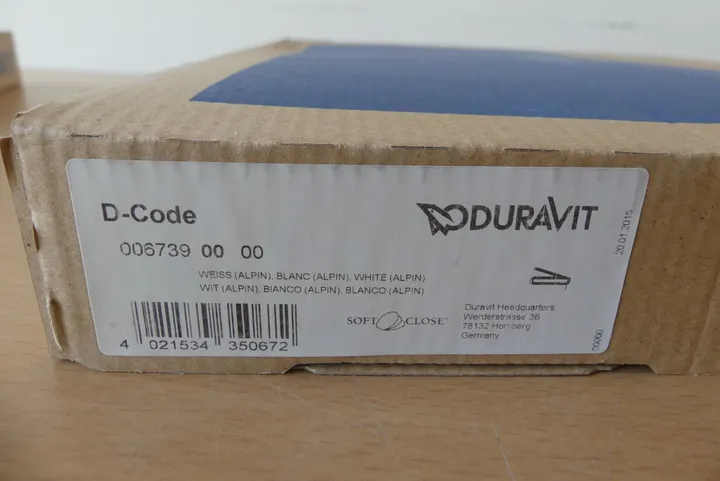 D-Code
DURAVIT
006739 00 00
WEISS (ALPIN), BLANC (ALPIN), WHITE (ALPIN)
WIT (ALPIN), BIANCO (ALPIN), BLANCO (ALPIN)
4 021534 350672
SOFT CLOSE
Duravit Headquarters
Werderstrasse 36
78132 Hornberg
Germany
20.01.2015
00000